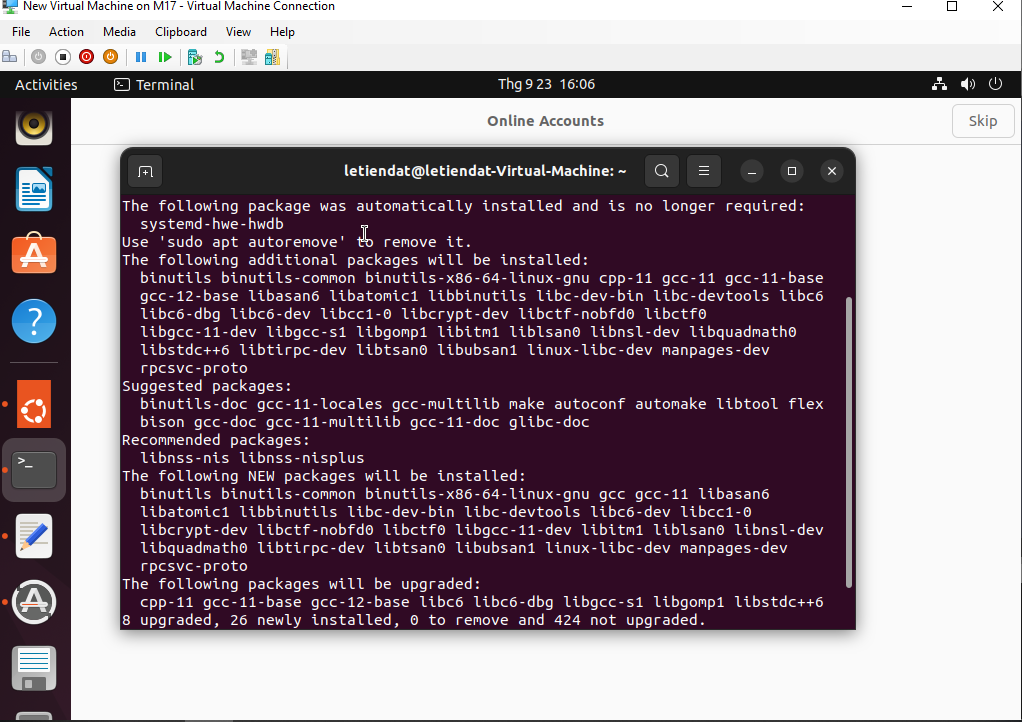 New Virtual Machine on M17 - Virtual Machine Connection
File Action Media Clipboard View Help
Activities Terminal Thg 9 23 16:06
Online Accounts Skip
letiendat@letiendat-Virtual-Machine: ~
The following package was automatically installed and is no longer required:
systemd-hwe-hwdb
Use 'sudo apt autoremove' to remove it.
The following additional packages will be installed:
binutils binutils-common binutils-x86-64-linux-gnu cpp-11 gcc-11 gcc-11-base
gcc-12-base libasan6 libatomic1 libbinutils libc-dev-bin libc-devtools libc6
libc6-dbg libc6-dev libcc1-0 libcrypt-dev libctf-nobfd0 libctf0
libgcc-11-dev libgcc-s1 libgomp1 libitm1 liblsan0 libnsl-dev libquadmath0
libstdc++6 libtirpc-dev libtsan0 libubsan1 linux-libc-dev manpages-dev
rpcsvc-proto
Suggested packages:
binutils-doc gcc-11-locales gcc-multilib make autoconf automake libtool flex
bison gcc-doc gcc-11-multilib gcc-11-doc glibc-doc
Recommended packages:
libnss-nis libnss-nisplus
The following NEW packages will be installed:
binutils binutils-common binutils-x86-64-linux-gnu gcc gcc-11 libasan6
libatomic1 libbinutils libc-dev-bin libc-devtools libc6-dev libcc1-0
libcrypt-dev libctf-nobfd0 libctf0 libgcc-11-dev libitm1 liblsan0 libnsl-dev
libquadmath0 libtirpc-dev libtsan0 libubsan1 linux-libc-dev manpages-dev
rpcsvc-proto
The following packages will be upgraded:
cpp-11 gcc-11-base gcc-12-base libc6 libc6-dbg libgcc-s1 libgomp1 libstdc++6
8 upgraded, 26 newly installed, 0 to remove and 424 not upgraded.